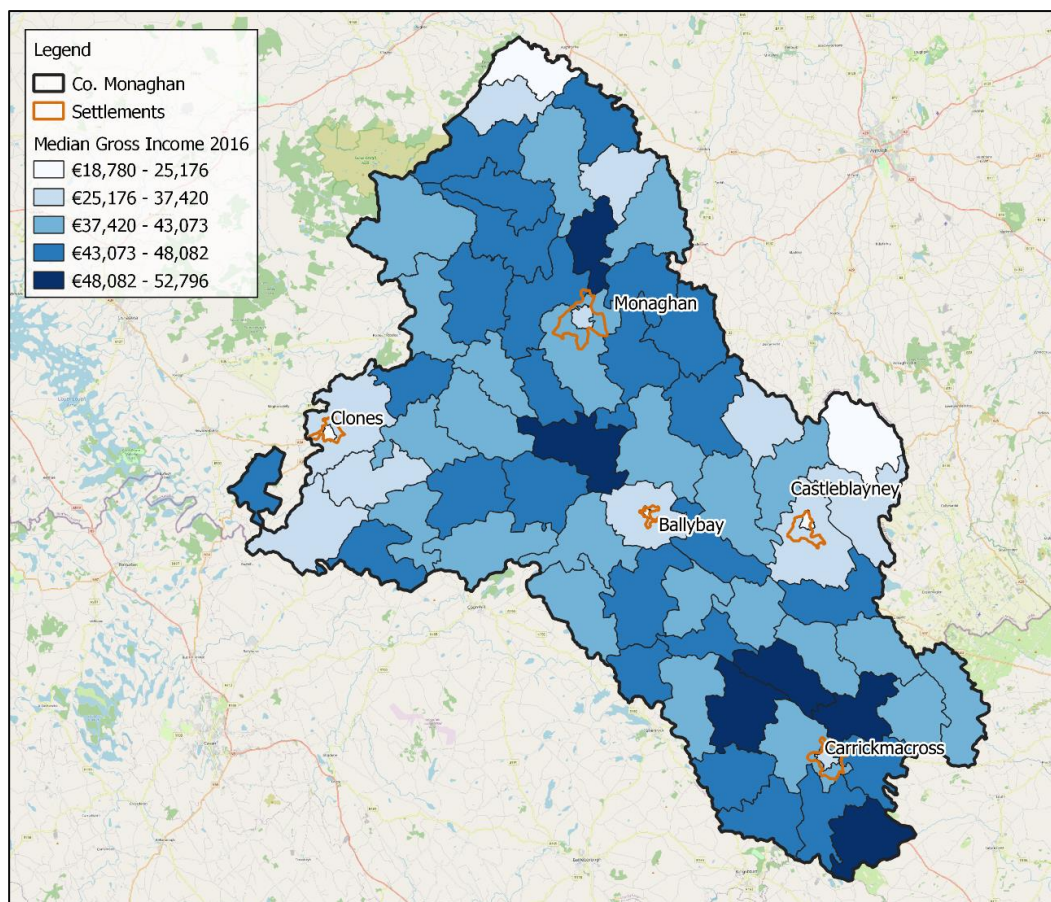 Legend
Co. Monaghan
Settlements
Median Gross Income 2016
€18,780 - 25,176
€25,176 - 37,420
€37,420 - 43,073
€43,073 - 48,082
€48,082 - 52,796
Monaghan
Clones
Castleblayney
Ballybay
Carrickmacross